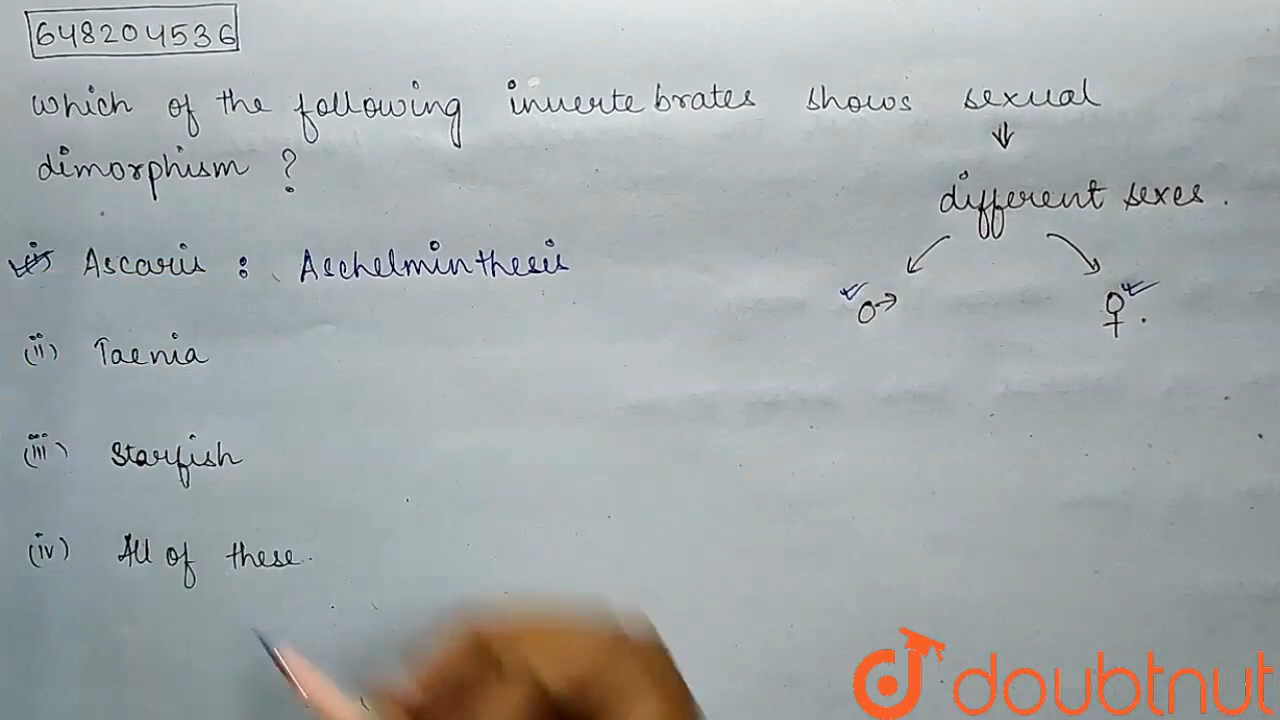 648204536
Which of the following invertebrates shows sexual
dimorphism ?
different sexes.
(i) Ascaris : Aschelminthesis
(ii) Taenia
(iii) Starfish
(iv) All of these.
doubtnut